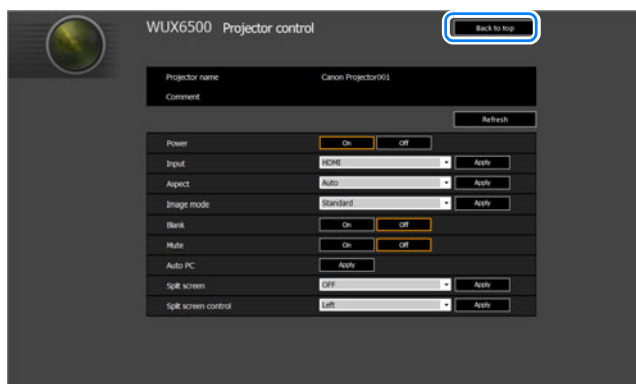 WUX6500 Projector control
Back to top
Projector name Canon Projector001
Comment
Refresh
Power On Off
Input HDMI Apply
Aspect Auto Apply
Image mode Standard Apply
Blank On Off
Mute On Off
Auto PC Apply
Split screen OFF Apply
Split screen control Left Apply